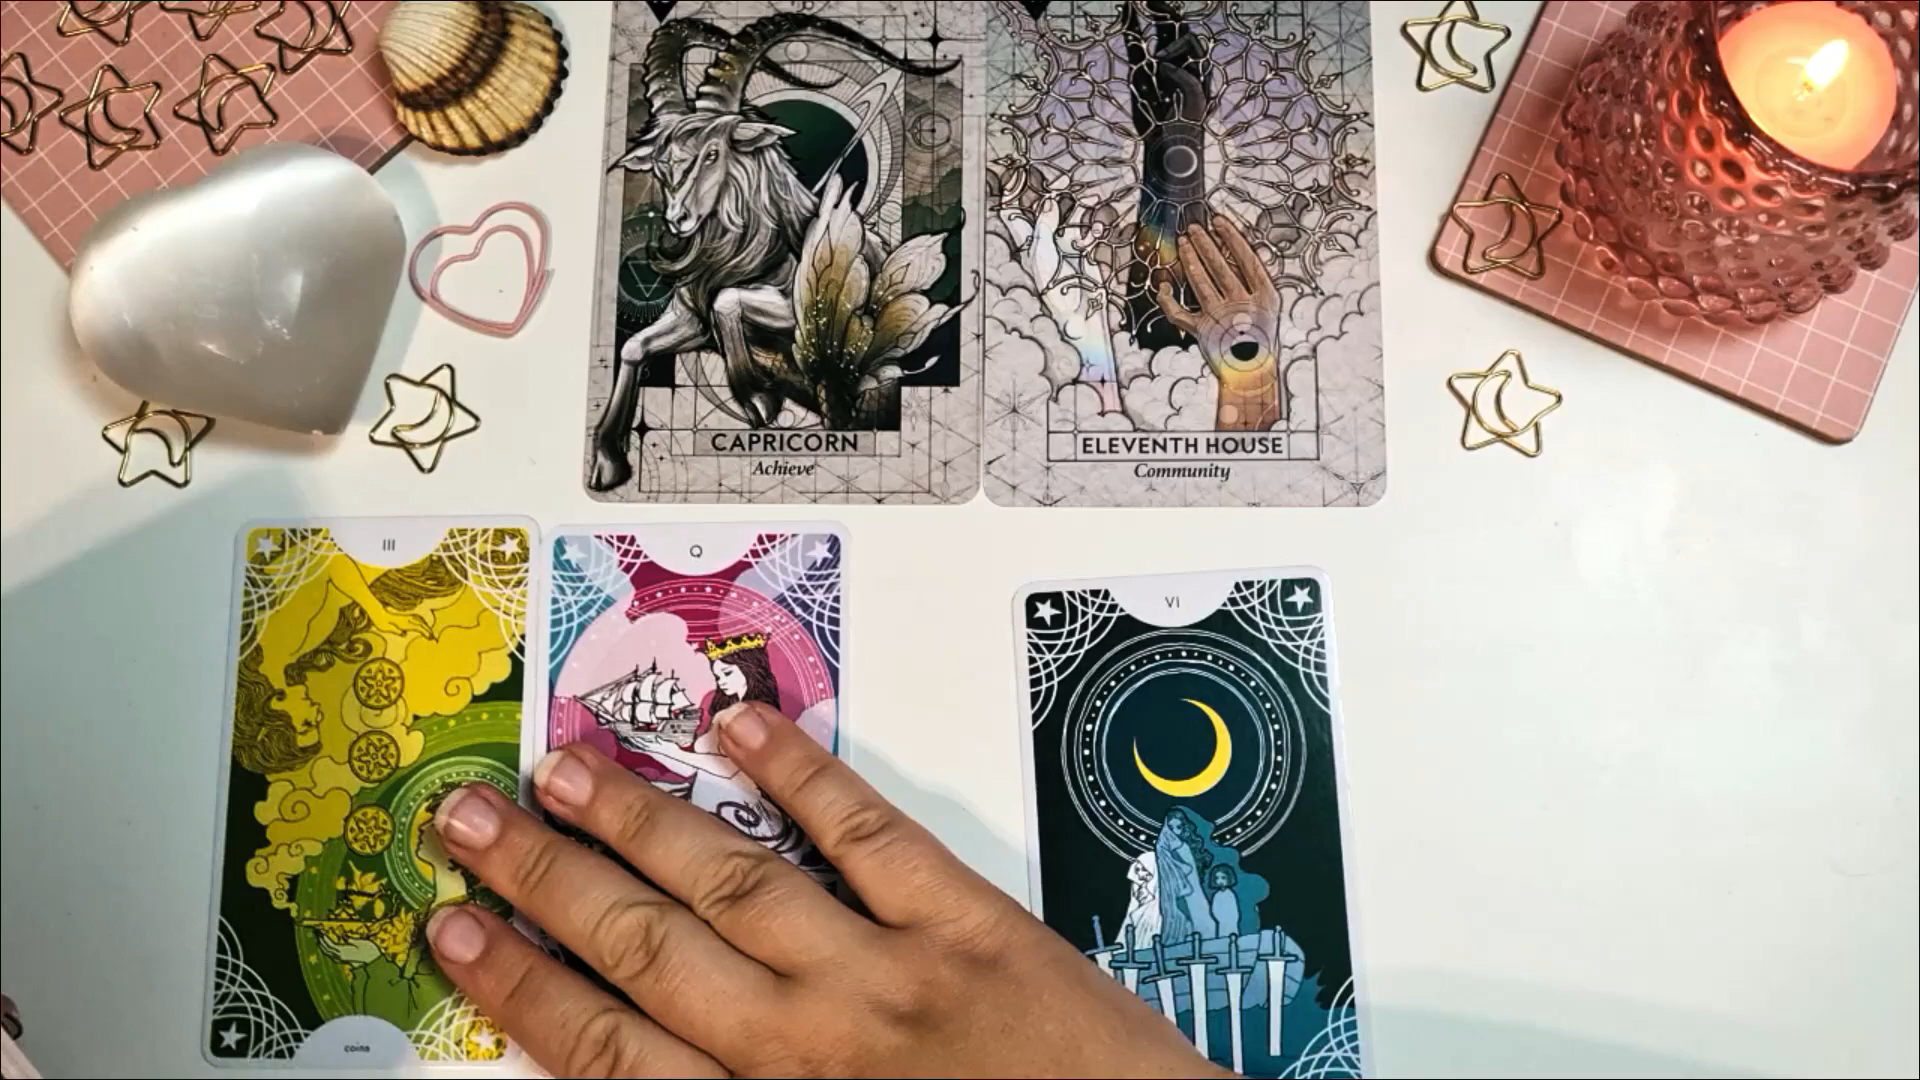 CAPRICORN
Achieve
ELEVENTH HOUSE
Community
III
Q
VI
coins